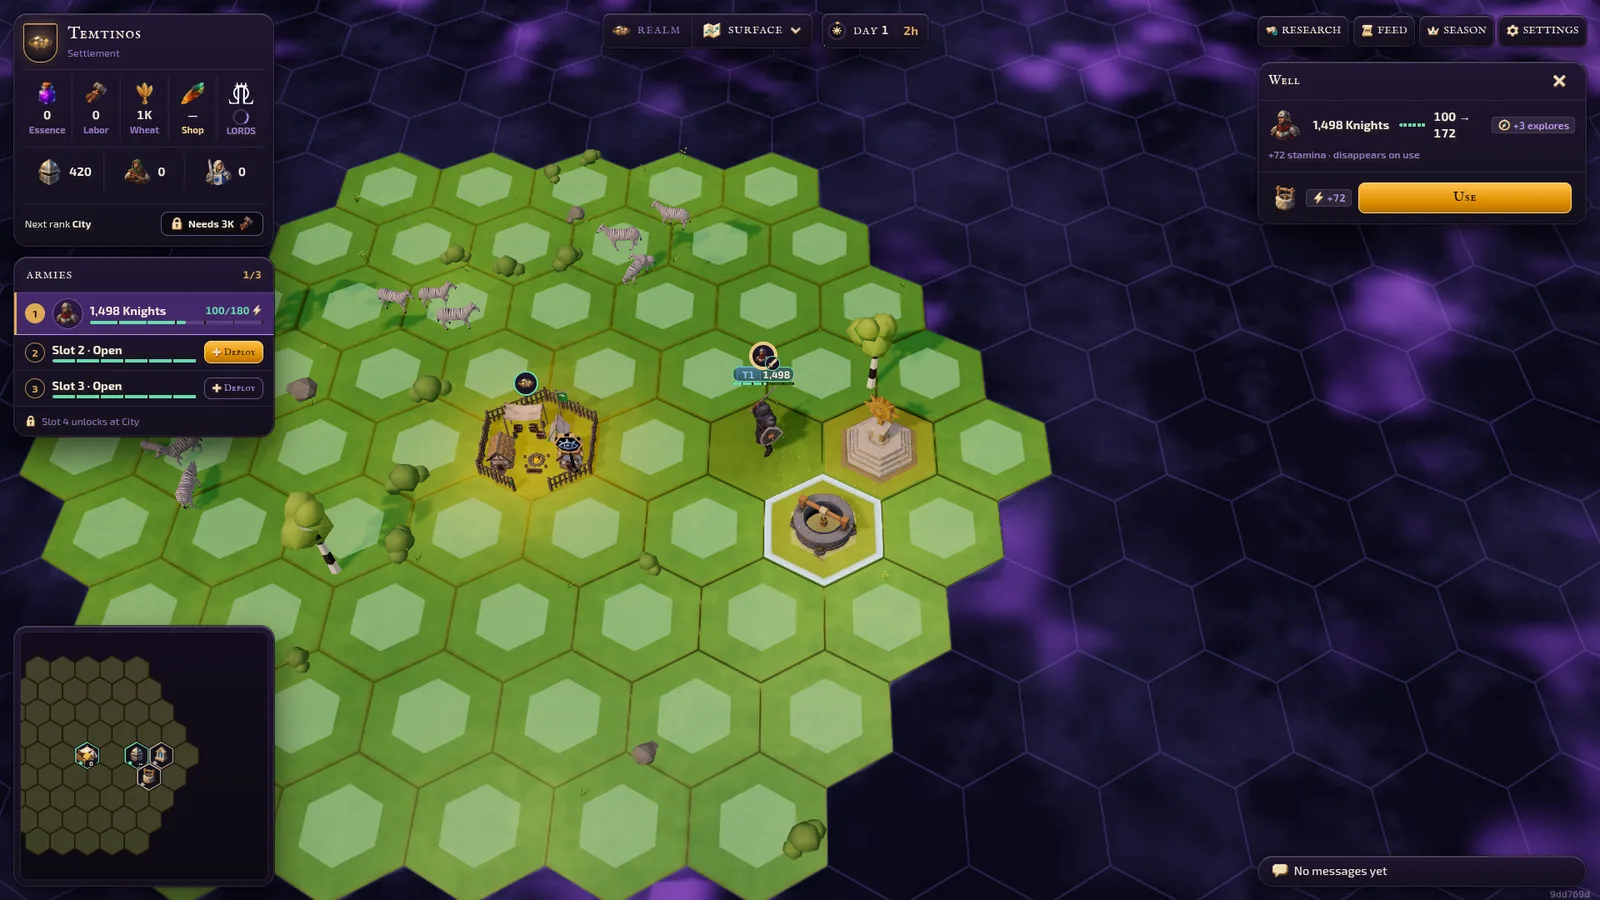 TEMTINOS
Settlement
0
Essence
0
Labor
1K
Wheat
–
Shop
LORDS
420
0
0
Next rank City
Needs 3K
ARMIES
1/3
1
1,498 Knights
100/180
2
Slot 2 · Open
+ DEPLOY
3
Slot 3 · Open
+ DEPLOY
Slot 4 unlocks at City
REALM
SURFACE
DAY 1
2h
RESEARCH
FEED
SEASON
SETTINGS
WELL
1,498 Knights
100 →
172
+3 explores
+72 stamina · disappears on use
+72
USE
T1 1,498
0
No messages yet
9dd769d